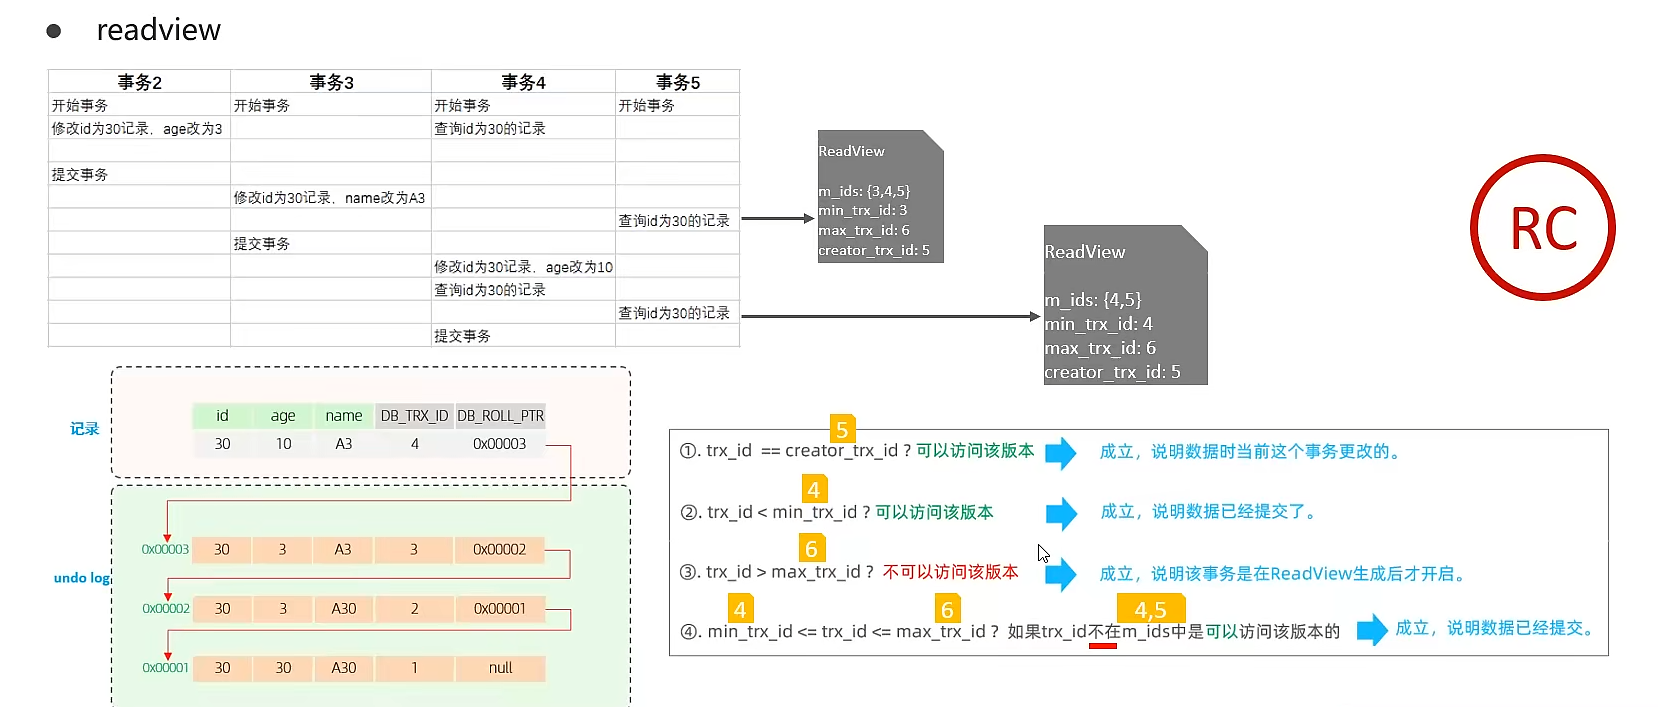 ● readview
事务2 事务3 事务4 事务5
开始事务 开始事务 开始事务 开始事务
修改id为30记录，age改为3 查询id为30的记录
提交事务
修改id为30记录，name改为A3
查询id为30的记录
提交事务
修改id为30记录，age改为10
查询id为30的记录
查询id为30的记录
提交事务
ReadView
m_ids: {3,4,5}
min_trx_id: 3
max_trx_id: 6
creator_trx_id: 5
ReadView
m_ids: {4,5}
min_trx_id: 4
max_trx_id: 6
creator_trx_id: 5
RC
记录
id age name DB_TRX_ID DB_ROLL_PTR
30 10 A3 4 0x00003
undo log
0x00003 30 3 A3 3 0x00002
0x00002 30 3 A30 2 0x00001
0x00001 30 30 A30 1 null
5
①. trx_id == creator_trx_id ? 可以访问该版本 成立，说明数据时当前这个事务更改的。
4
②. trx_id < min_trx_id ? 可以访问该版本 成立，说明数据已经提交了。
6
③. trx_id > max_trx_id ? 不可以访问该版本 成立，说明该事务是在ReadView生成后才开启。
4 6 4,5
④. min_trx_id <= trx_id <= max_trx_id ? 如果trx_id不在m_ids中是可以访问该版本的 成立，说明数据已经提交。